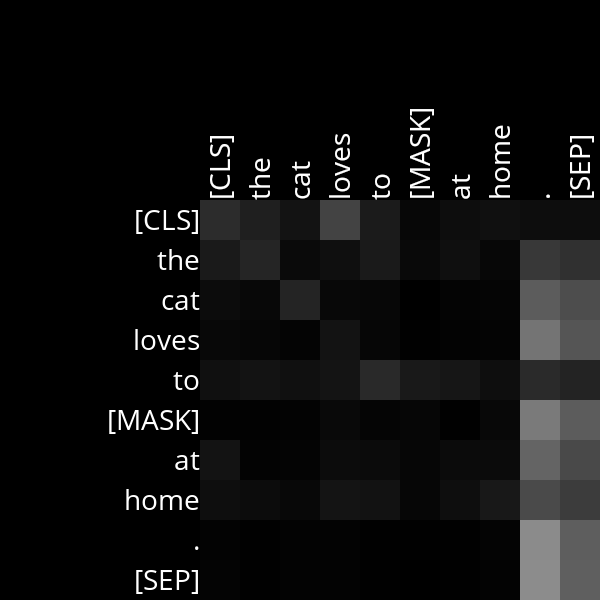 [CLS] the cat loves to [MASK] at home . [SEP]
[CLS]
the
cat
loves
to
[MASK]
at
home
.
[SEP]